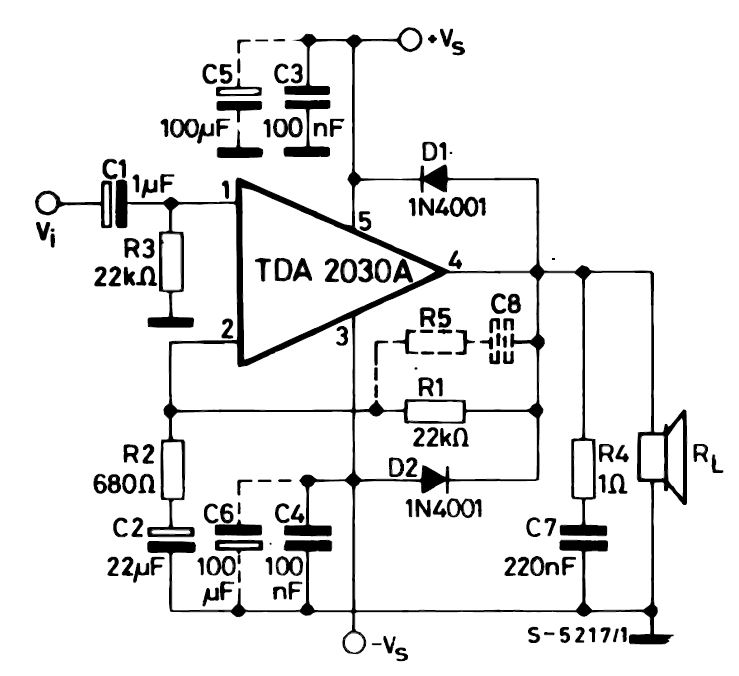 +Vs
C5
C3
100µF
100 nF
C1
1µF
D1
1N4001
1
5
Vi
R3
22kΩ
TDA 2030A
4
2
3
R5
C8
R1
22kΩ
R2
680Ω
D2
1N4001
R4
1Ω
RL
C2
22µF
C6
100
µF
C4
100
nF
C7
220nF
S-5217/1
-Vs